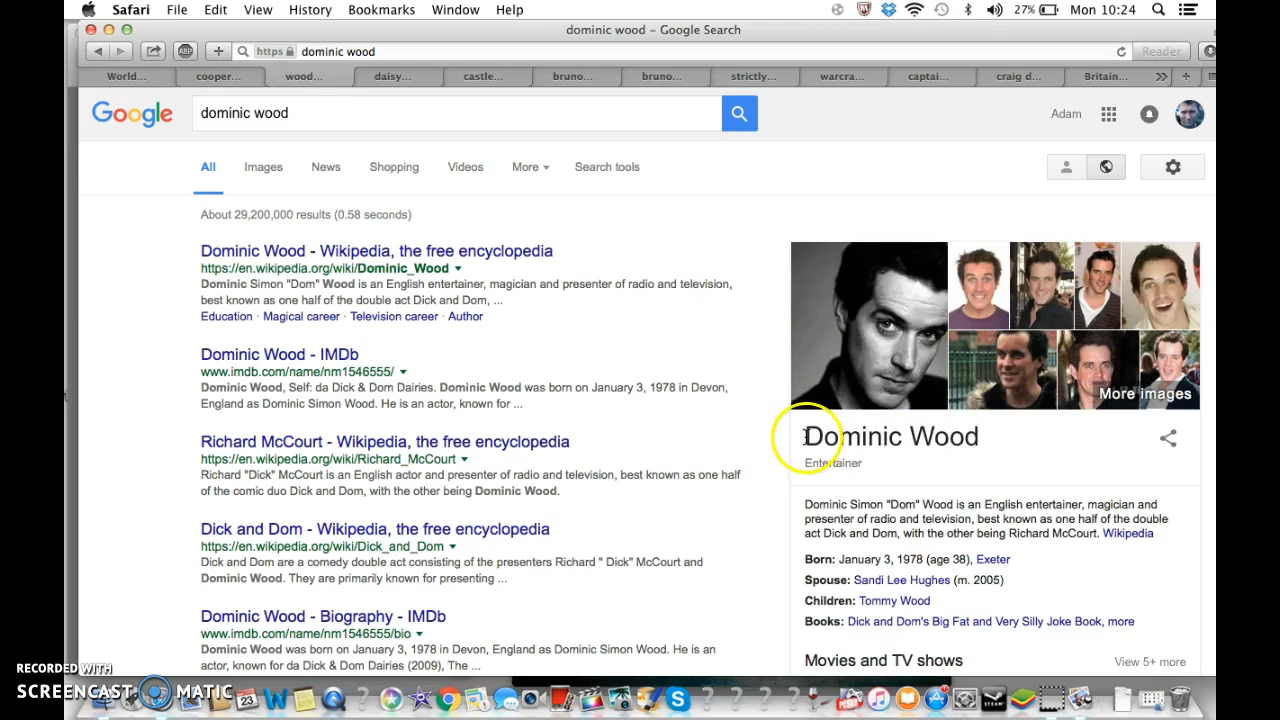 Safari File Edit View History Bookmarks Window Help 27% Mon 10:24
dominic wood – Google Search
ABP + https dominic wood Reader
World... cooper... wood... daisy... castle... bruno... bruno... strictly... warcra... captai... craig d... Britain... >> +
Google dominic wood Adam
All Images News Shopping Videos More Search tools
About 29,200,000 results (0.58 seconds)
Dominic Wood - Wikipedia, the free encyclopedia
https://en.wikipedia.org/wiki/Dominic_Wood
Dominic Simon "Dom" Wood is an English entertainer, magician and presenter of radio and television,
best known as one half of the double act Dick and Dom, ...
Education · Magical career · Television career · Author
Dominic Wood - IMDb
www.imdb.com/name/nm1546555/
Dominic Wood, Self: da Dick & Dom Dairies. Dominic Wood was born on January 3, 1978 in Devon,
England as Dominic Simon Wood. He is an actor, known for ...
Richard McCourt - Wikipedia, the free encyclopedia
https://en.wikipedia.org/wiki/Richard_McCourt
Richard "Dick" McCourt is an English actor and presenter of radio and television, best known as one half
of the comic duo Dick and Dom, with the other being Dominic Wood.
Dick and Dom - Wikipedia, the free encyclopedia
https://en.wikipedia.org/wiki/Dick_and_Dom
Dick and Dom are a comedy double act consisting of the presenters Richard " Dick" McCourt and
Dominic Wood. They are primarily known for presenting ...
Dominic Wood - Biography - IMDb
www.imdb.com/name/nm1546555/bio
Dominic Wood was born on January 3, 1978 in Devon, England as Dominic Simon Wood. He is an
actor, known for da Dick & Dom Dairies (2009), The ...
More images
Dominic Wood
Entertainer
Dominic Simon "Dom" Wood is an English entertainer, magician and
presenter of radio and television, best known as one half of the double
act Dick and Dom, with the other being Richard McCourt. Wikipedia
Born: January 3, 1978 (age 38), Exeter
Spouse: Sandi Lee Hughes (m. 2005)
Children: Tommy Wood
Books: Dick and Dom's Big Fat and Very Silly Joke Book, more
Movies and TV shows View 5+ more
RECORDED WITH
SCREENCAST MATIC